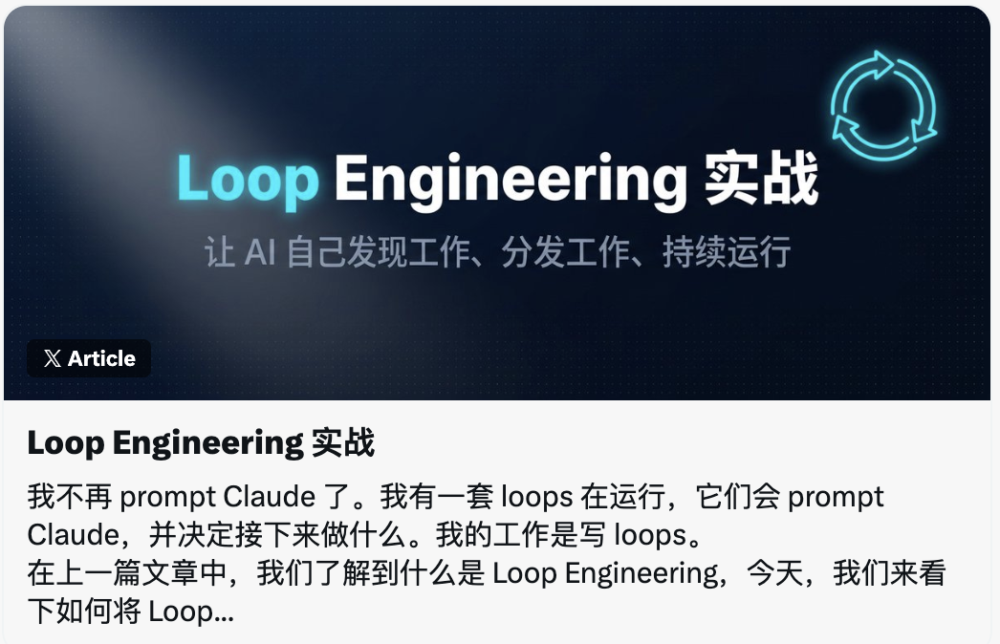 Loop Engineering 实战
让 AI 自己发现工作、分发工作、持续运行
𝕏 Article
Loop Engineering 实战
我不再 prompt Claude 了。我有一套 loops 在运行，它们会 prompt
Claude，并决定接下来做什么。我的工作是写 loops。
在上一篇文章中，我们了解到什么是 Loop Engineering，今天，我们来看
下如何将 Loop...